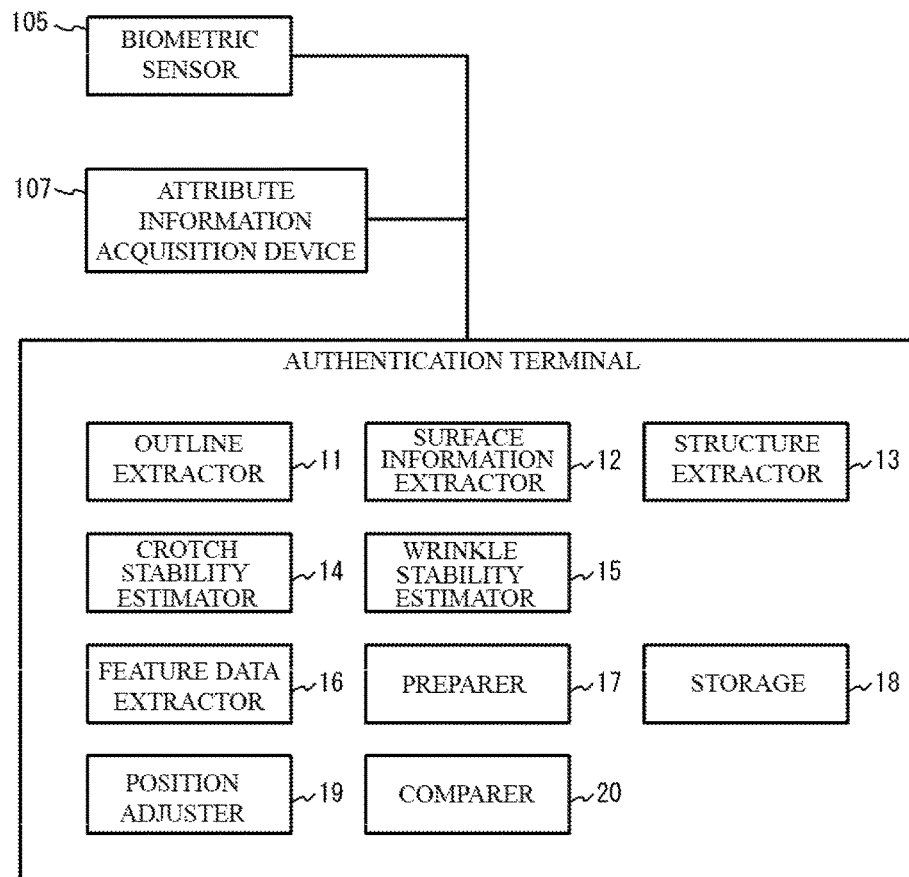 105
BIOMETRIC
SENSOR
107
ATTRIBUTE
INFORMATION
ACQUISITION DEVICE
AUTHENTICATION TERMINAL
OUTLINE
EXTRACTOR
11
SURFACE
INFORMATION
EXTRACTOR
12
STRUCTURE
EXTRACTOR
13
CROTCH
STABILITY
ESTIMATOR
14
WRINKLE
STABILITY
ESTIMATOR
15
FEATURE DATA
EXTRACTOR
16
PREPARER
17
STORAGE
18
POSITION
ADJUSTER
19
COMPARER
20